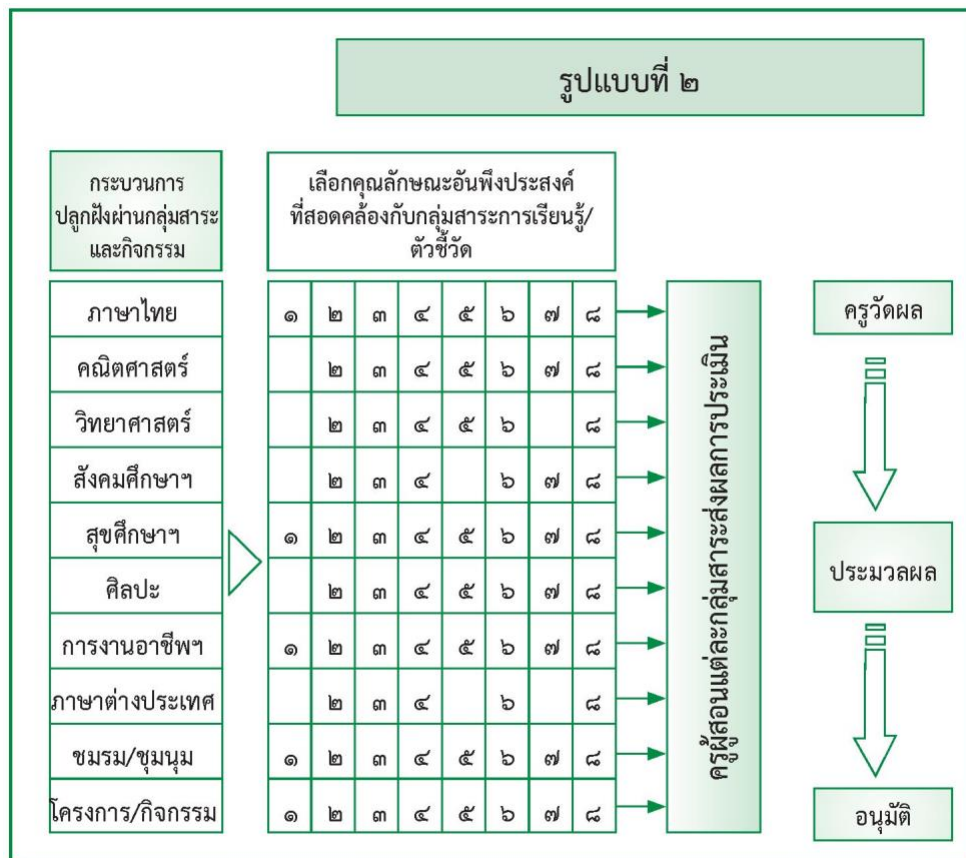 รูปแบบที่ ๒
กระบวนการ
ปลูกฝังผ่านกลุ่มสาระ
และกิจกรรม
เลือกคุณลักษณะอันพึงประสงค์
ที่สอดคล้องกับกลุ่มสาระการเรียนรู้/
ตัวชี้วัด
ภาษาไทย ๑ ๒ ๓ ๔ ๕ ๖ ๗ ๘
คณิตศาสตร์ ๒ ๓ ๔ ๕ ๖ ๗ ๘
วิทยาศาสตร์ ๒ ๓ ๔ ๕ ๖ ๘
สังคมศึกษาฯ ๒ ๓ ๔ ๖ ๗ ๘
สุขศึกษาฯ ๑ ๒ ๓ ๔ ๕ ๖ ๗ ๘
ศิลปะ ๒ ๓ ๔ ๕ ๖ ๗ ๘
การงานอาชีพฯ ๑ ๒ ๓ ๔ ๕ ๖ ๗ ๘
ภาษาต่างประเทศ ๒ ๓ ๔ ๖ ๘
ชมรม/ชุมนุม ๑ ๒ ๓ ๔ ๕ ๖ ๗ ๘
โครงการ/กิจกรรม ๑ ๒ ๓ ๔ ๕ ๖ ๗ ๘
ครูผู้สอนแต่ละกลุ่มสาระส่งผลการประเมิน
ครูวัดผล
ประมวลผล
อนุมัติ